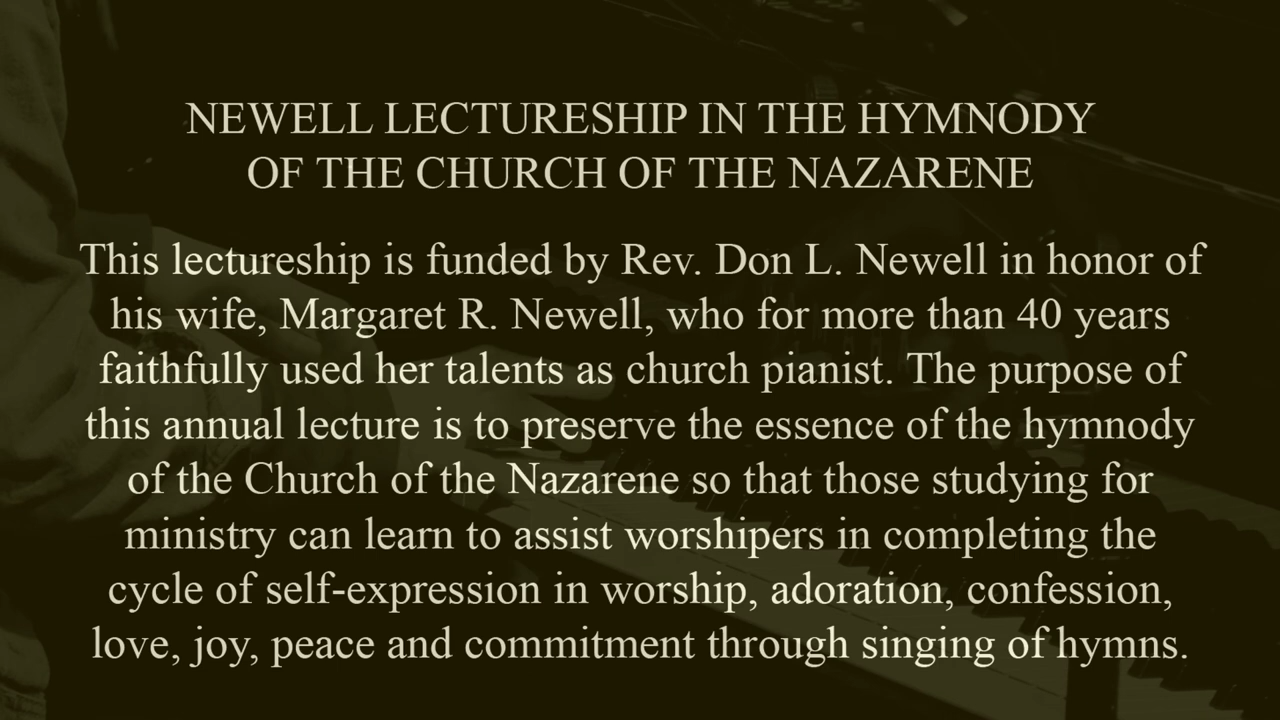 NEWELL LECTURESHIP IN THE HYMNODY
OF THE CHURCH OF THE NAZARENE
This lectureship is funded by Rev. Don L. Newell in honor of
his wife, Margaret R. Newell, who for more than 40 years
faithfully used her talents as church pianist. The purpose of
this annual lecture is to preserve the essence of the hymnody
of the Church of the Nazarene so that those studying for
ministry can learn to assist worshipers in completing the
cycle of self-expression in worship, adoration, confession,
love, joy, peace and commitment through singing of hymns.